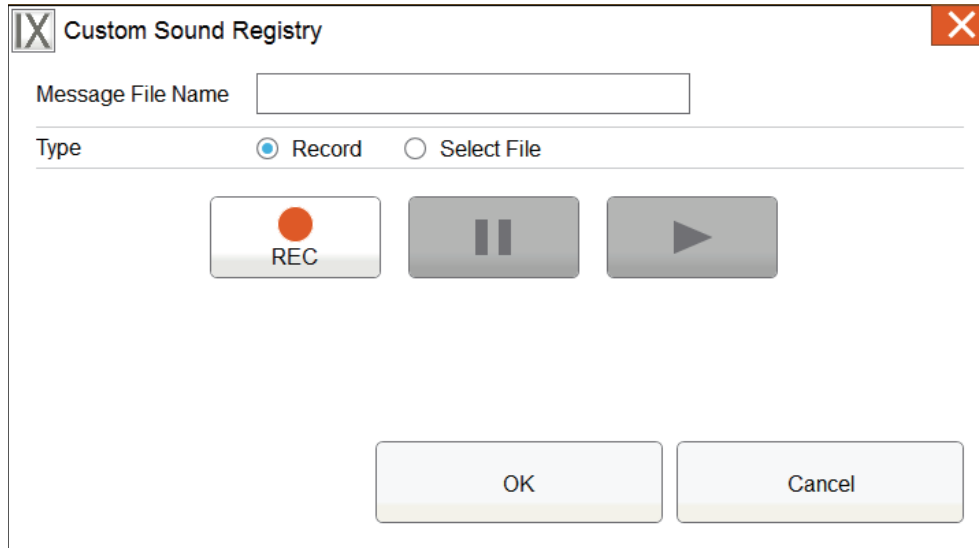 IX Custom Sound Registry
Message File Name
Type Record Select File
REC
OK Cancel